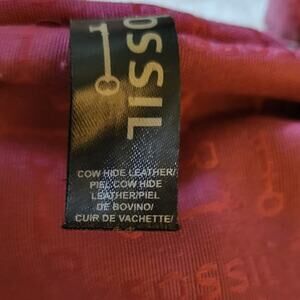 FOSSIL
COW HIDE LEATHER/
PIEL COW HIDE
LEATHER/PIEL
DE BOVINO/
CUIR DE VACHETTE/